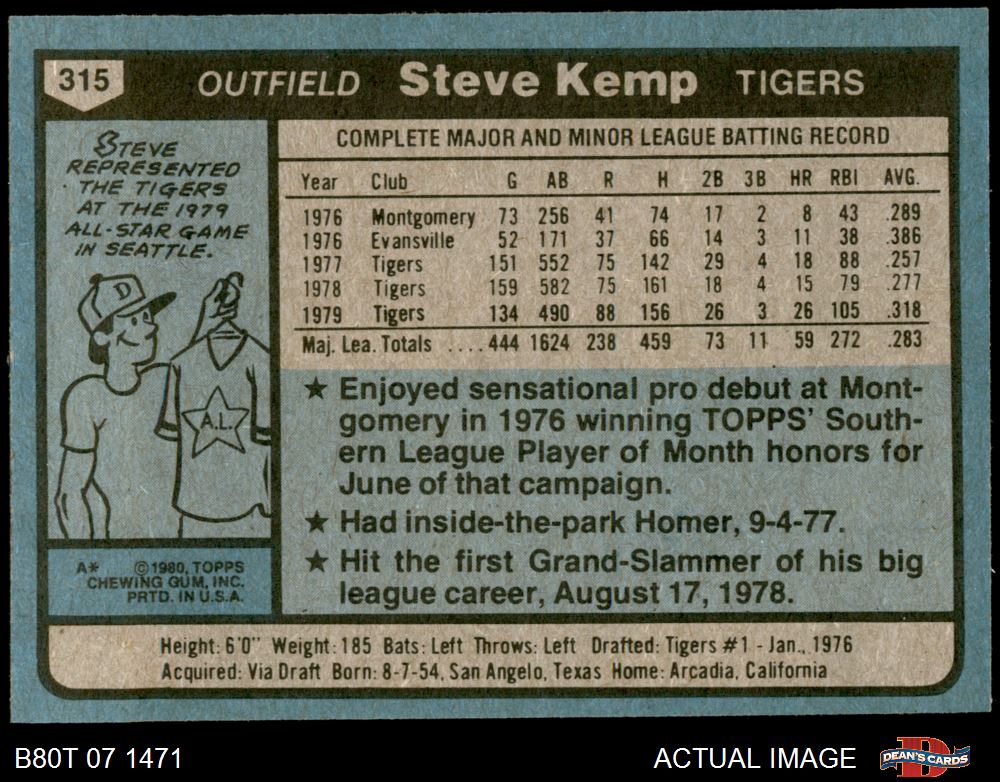 315 OUTFIELD Steve Kemp TIGERS
STEVE
REPRESENTED
THE TIGERS
AT THE 1979
ALL-STAR GAME
IN SEATTLE.
D
A.L.
A* ©1980, TOPPS
CHEWING GUM, INC.
PRTD. IN U.S.A.
COMPLETE MAJOR AND MINOR LEAGUE BATTING RECORD
Year Club G AB R H 2B 3B HR RBI AVG.
1976 Montgomery 73 256 41 74 17 2 8 43 .289
1976 Evansville 52 171 37 66 14 3 11 38 .386
1977 Tigers 151 552 75 142 29 4 18 88 .257
1978 Tigers 159 582 75 161 18 4 15 79 .277
1979 Tigers 134 490 88 156 26 3 26 105 .318
Maj. Lea. Totals ....444 1624 238 459 73 11 59 272 .283
★ Enjoyed sensational pro debut at Mont-
gomery in 1976 winning TOPPS' South-
ern League Player of Month honors for
June of that campaign.
★ Had inside-the-park Homer, 9-4-77.
★ Hit the first Grand-Slammer of his big
league career, August 17, 1978.
Height: 6'0" Weight: 185 Bats: Left Throws: Left Drafted: Tigers #1 - Jan., 1976
Acquired: Via Draft Born: 8-7-54, San Angelo, Texas Home: Arcadia, California
B80T 07 1471 ACTUAL IMAGE D DEAN'S CARDS